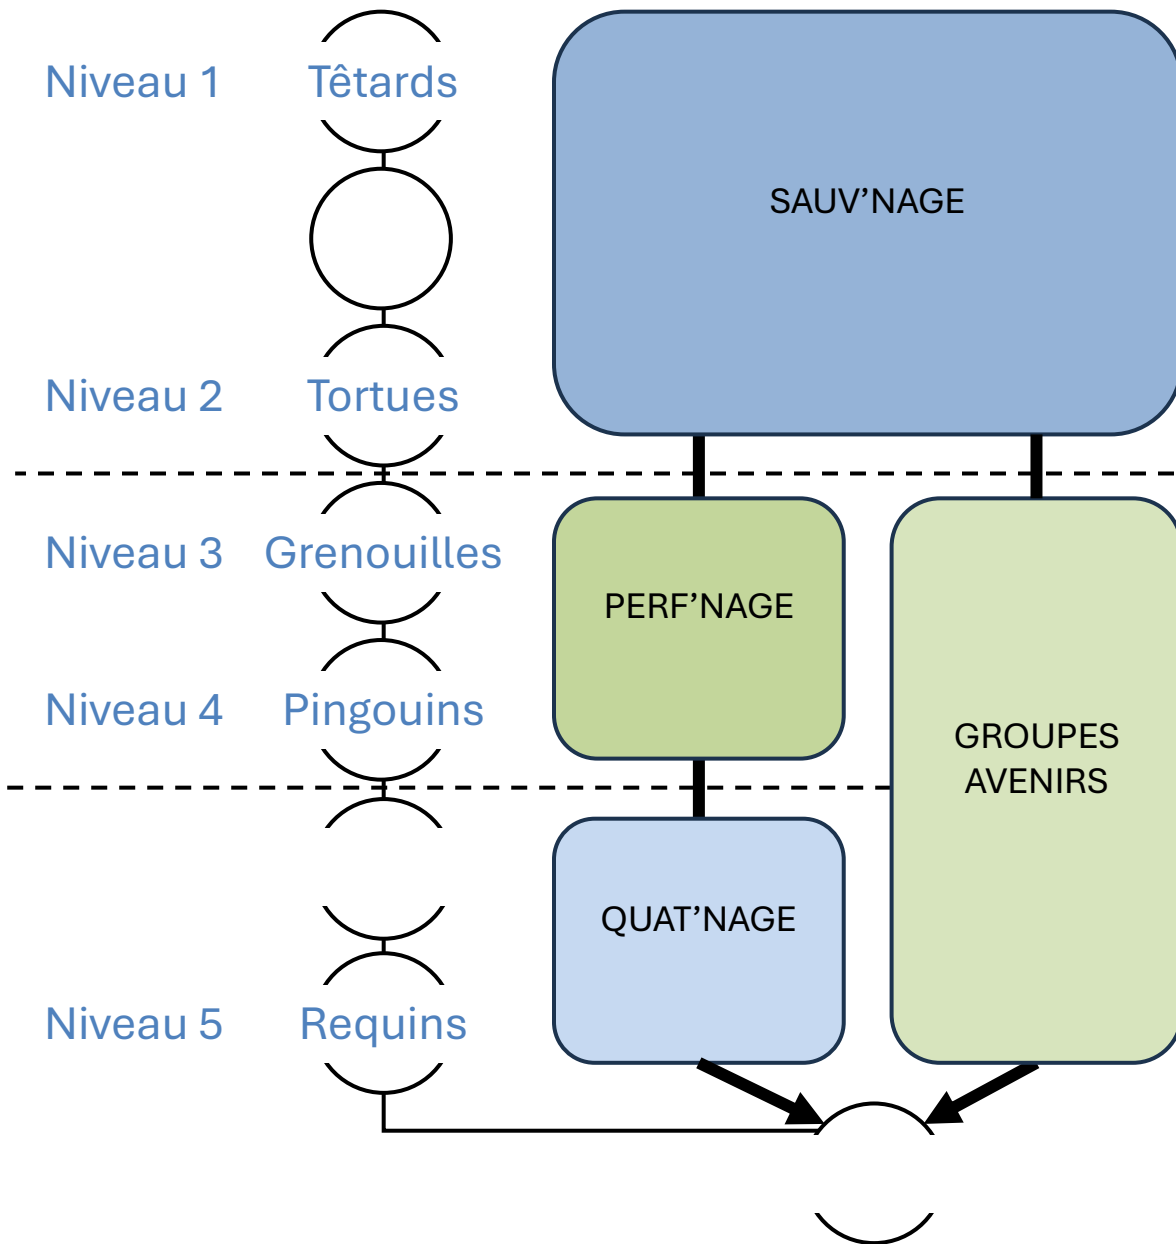 Niveau 1 Têtards
SAUV’NAGE
Niveau 2 Tortues
Niveau 3 Grenouilles
PERF’NAGE
Niveau 4 Pingouins
GROUPES
AVENIRS
QUAT’NAGE
Niveau 5 Requins